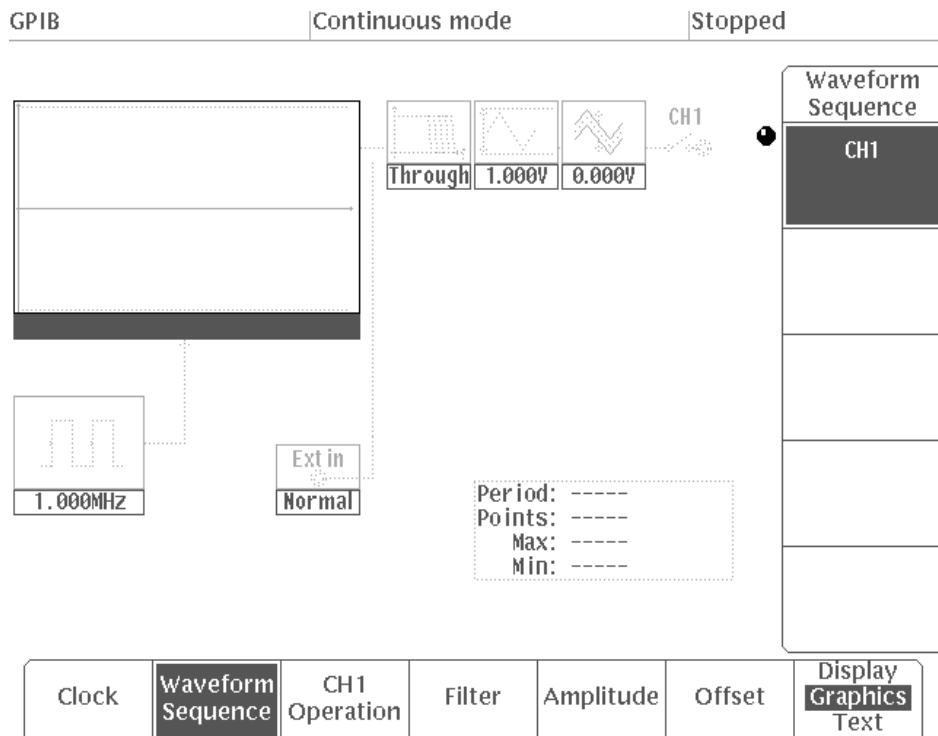 GPIB
Continuous mode
Stopped
Waveform
Sequence
CH1
CH1
Through
1.000V
0.000V
1.000MHz
Ext in
Normal
Period: -----
Points: -----
Max: -----
Min: -----
Clock
Waveform
Sequence
CH1
Operation
Filter
Amplitude
Offset
Display
Graphics
Text